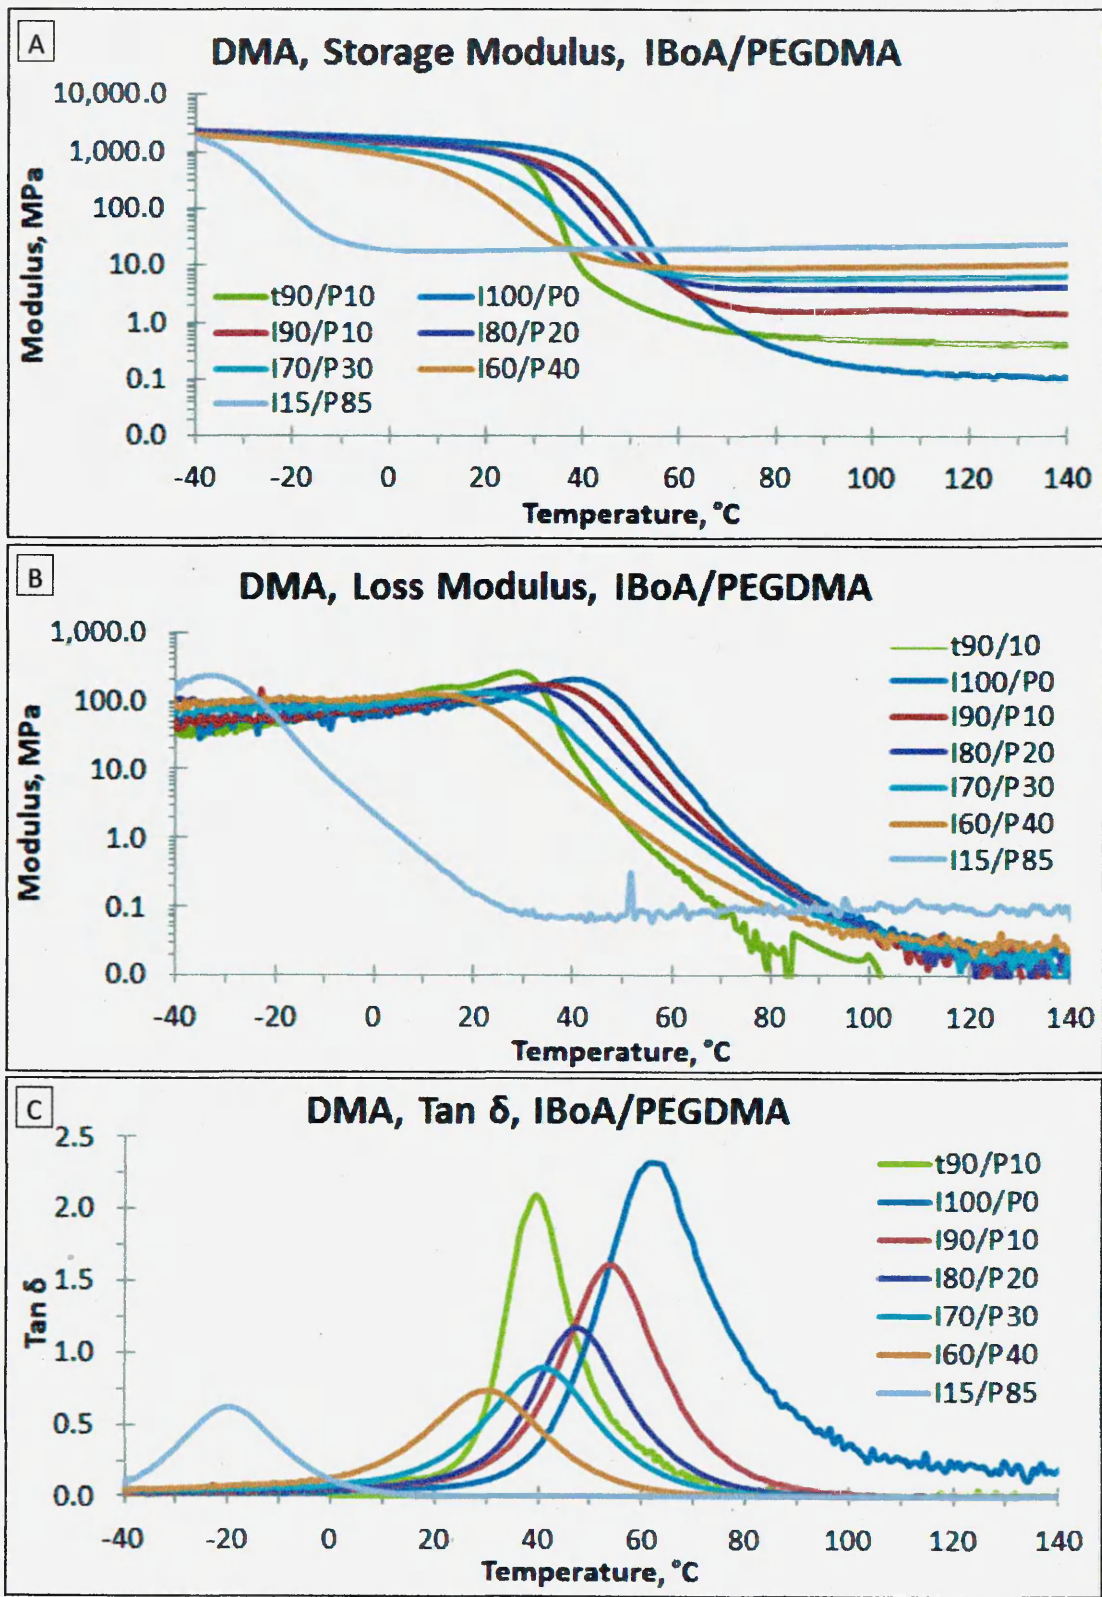 A
DMA, Storage Modulus, IBoA/PEGDMA
10,000.0
1,000.0
100.0
10.0
1.0
0.1
0.0
Modulus, MPa
t90/P10
I100/P0
I90/P10
I80/P20
I70/P30
I60/P40
I15/P85
-40 -20 0 20 40 60 80 100 120 140
Temperature, °C
B
DMA, Loss Modulus, IBoA/PEGDMA
1,000.0
100.0
10.0
1.0
0.1
0.0
Modulus, MPa
t90/10
I100/P0
I90/P10
I80/P20
I70/P30
I60/P40
I15/P85
-40 -20 0 20 40 60 80 100 120 140
Temperature, °C
C
DMA, Tan δ, IBoA/PEGDMA
2.5
2.0
1.5
1.0
0.5
0.0
Tan δ
t90/P10
I100/P0
I90/P10
I80/P20
I70/P30
I60/P40
I15/P85
-40 -20 0 20 40 60 80 100 120 140
Temperature, °C